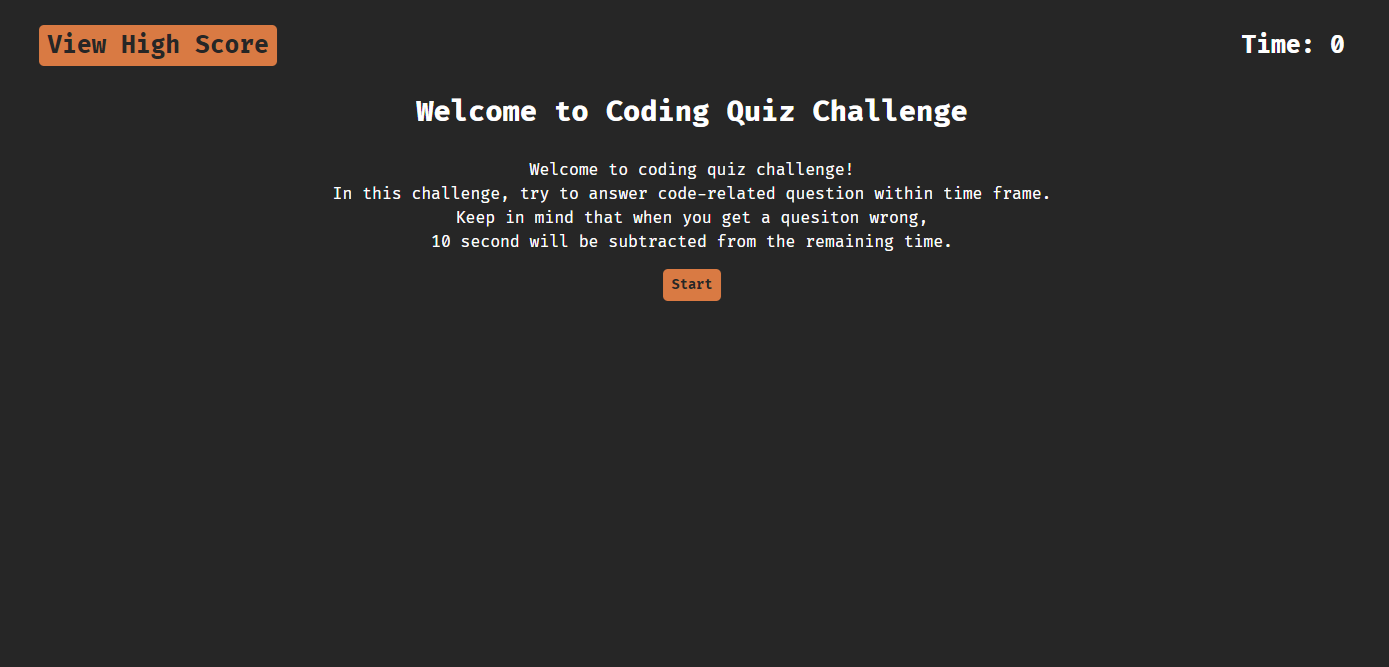 View High Score
Time: 0
Welcome to Coding Quiz Challenge
Welcome to coding quiz challenge!
In this challenge, try to answer code-related question within time frame.
Keep in mind that when you get a quesiton wrong,
10 second will be subtracted from the remaining time.
Start